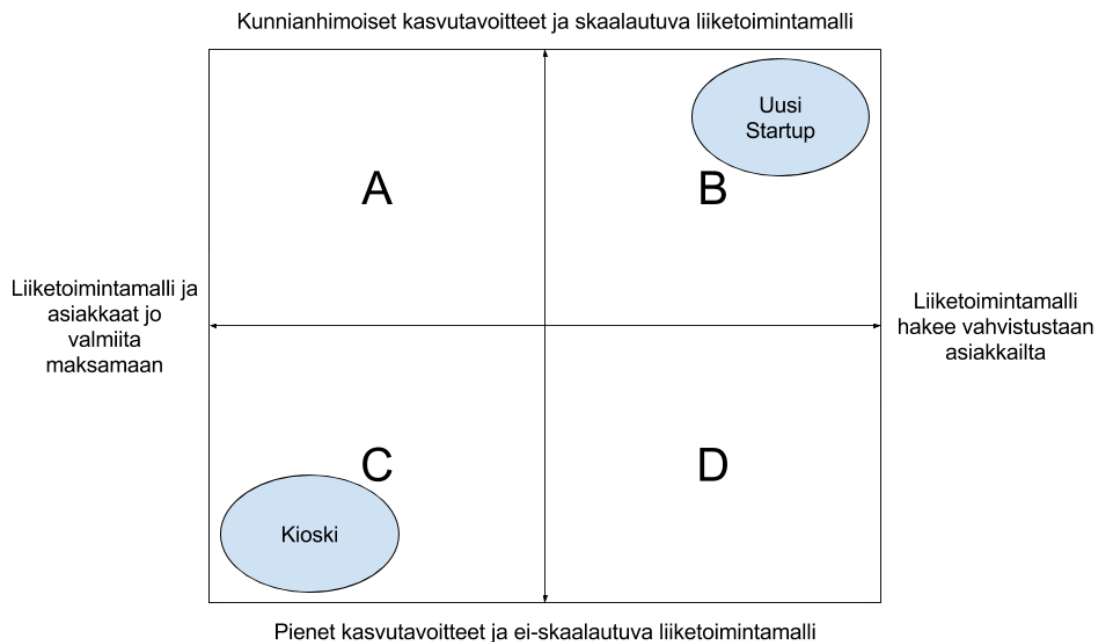 Kunnianhimoiset kasvutavoitteet ja skaalautuva liiketoimintamalli
Uusi
Startup
A
B
Liiketoimintamalli ja
asiakkaat jo
valmiita
maksamaan
Liiketoimintamalli
hakee vahvistustaan
asiakkailta
C
D
Kioski
Pienet kasvutavoitteet ja ei-skaalautuva liiketoimintamalli